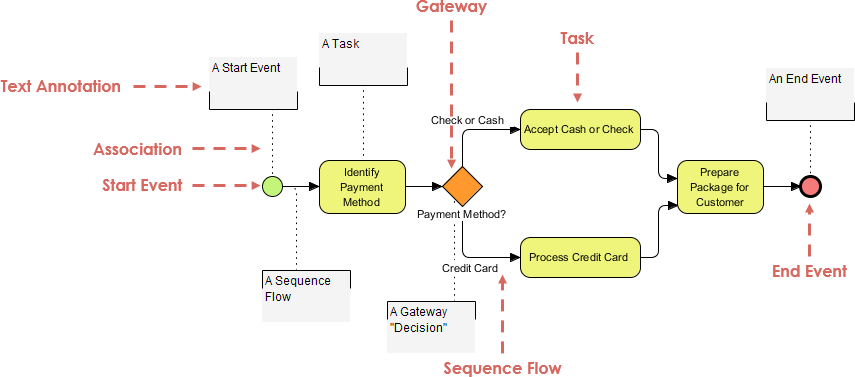 Gateway
A Task
Task
An End Event
A Start Event
Text Annotation
Check or Cash
Accept Cash or Check
Association
Identify
Payment
Method
Prepare
Package for
Customer
Start Event
Payment Method?
Process Credit Card
Credit Card
End Event
A Sequence
Flow
A Gateway
"Decision"
Sequence Flow